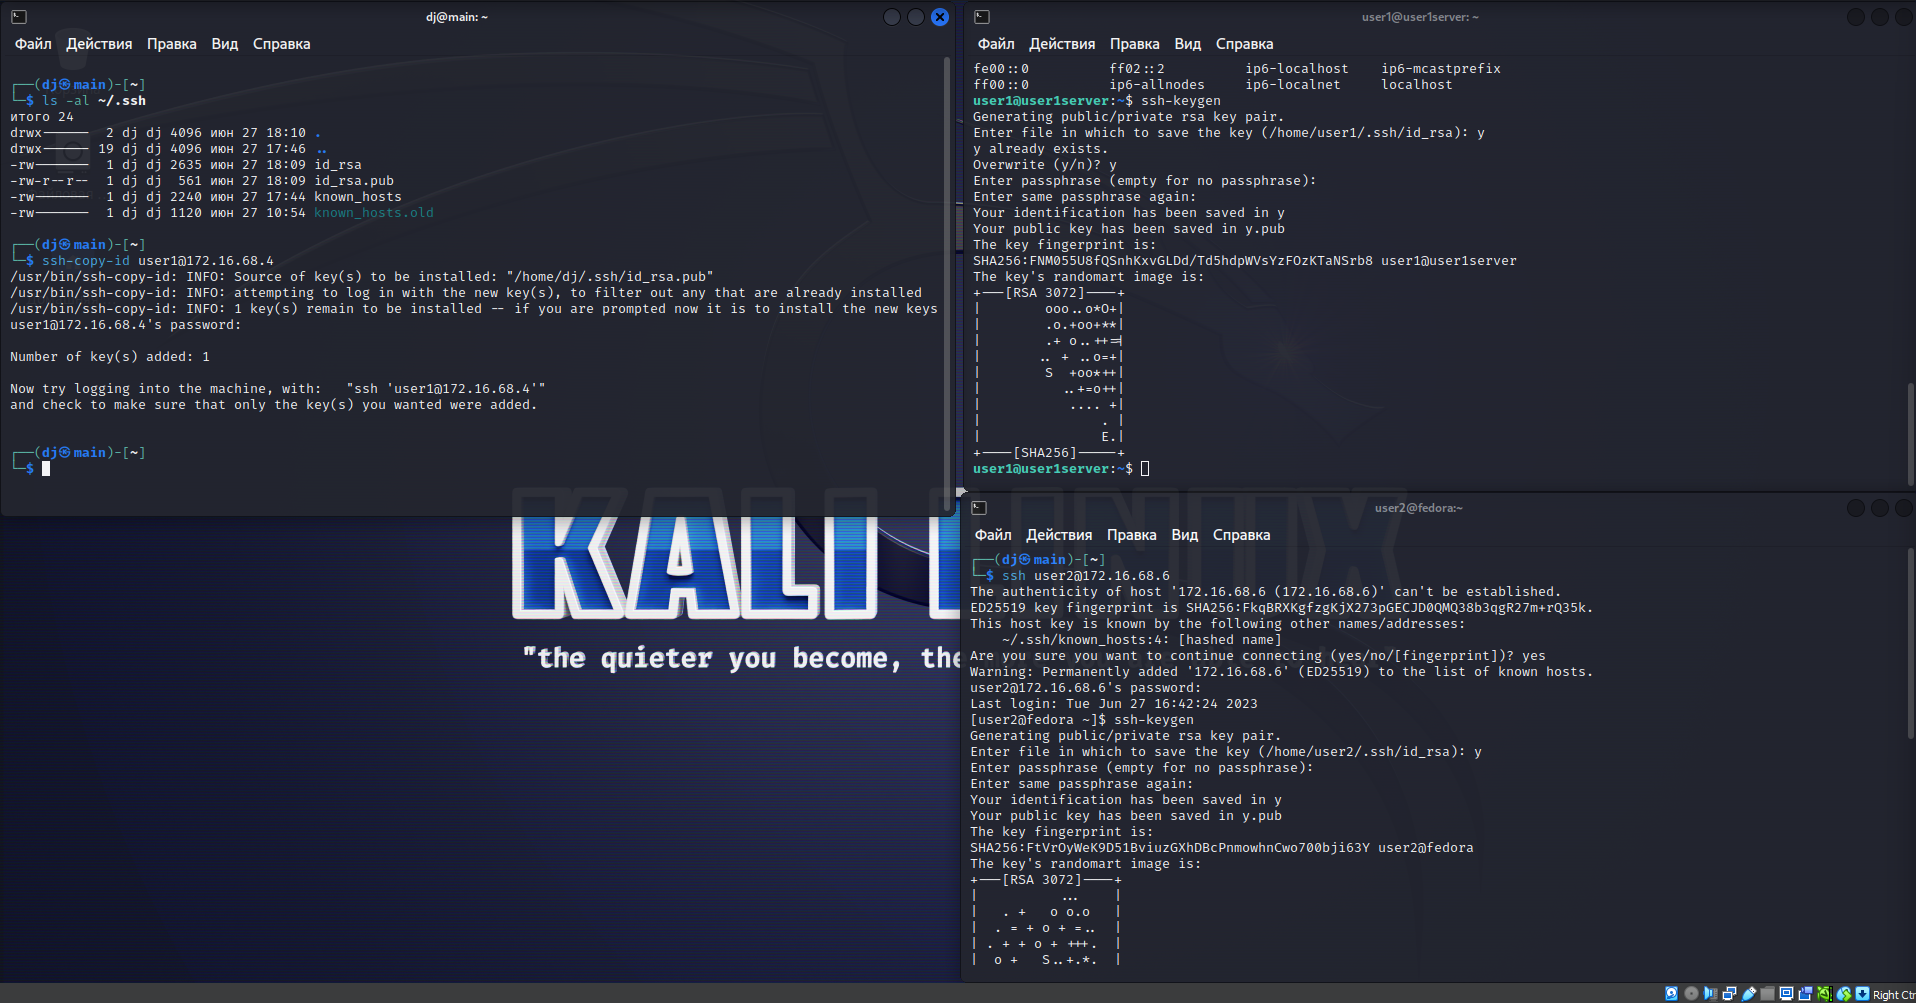 dj@main: ~
Файл Действия Правка Вид Справка
┌──(dj㉿main)-[~]
└─$ ls -al ~/.ssh
итого 24
drwx------  2 dj dj 4096 июн 27 18:10 .
drwx------ 19 dj dj 4096 июн 27 17:46 ..
-rw-------  1 dj dj 2635 июн 27 18:09 id_rsa
-rw-r--r--  1 dj dj  561 июн 27 18:09 id_rsa.pub
-rw-------  1 dj dj 2240 июн 27 17:44 known_hosts
-rw-------  1 dj dj 1120 июн 27 10:54 known_hosts.old
┌──(dj㉿main)-[~]
└─$ ssh-copy-id user1@172.16.68.4
/usr/bin/ssh-copy-id: INFO: Source of key(s) to be installed: "/home/dj/.ssh/id_rsa.pub"
/usr/bin/ssh-copy-id: INFO: attempting to log in with the new key(s), to filter out any that are already installed
/usr/bin/ssh-copy-id: INFO: 1 key(s) remain to be installed -- if you are prompted now it is to install the new keys
user1@172.16.68.4's password:
Number of key(s) added: 1
Now try logging into the machine, with:   "ssh 'user1@172.16.68.4'"
and check to make sure that only the key(s) you wanted were added.
┌──(dj㉿main)-[~]
└─$
user1@user1server: ~
Файл Действия Правка Вид Справка
fe00::0          ff02::2          ip6-localhost    ip6-mcastprefix
ff00::0          ip6-allnodes     ip6-localnet     localhost
user1@user1server:~$ ssh-keygen
Generating public/private rsa key pair.
Enter file in which to save the key (/home/user1/.ssh/id_rsa): y
y already exists.
Overwrite (y/n)? y
Enter passphrase (empty for no passphrase):
Enter same passphrase again:
Your identification has been saved in y
Your public key has been saved in y.pub
The key fingerprint is:
SHA256:FNM055U8fQSnhKxvGLDd/Td5hdpWVsYzFOzKTaNSrb8 user1@user1server
The key's randomart image is:
+---[RSA 3072]----+
|        ooo..o*O+|
|        .o.+oo+**|
|        .+ o..++==|
|       .. + ..o=+|
|        S  +oo*++|
|          ..+=o++|
|           .... +|
|               . |
|               E.|
+----[SHA256]-----+
user1@user1server:~$
user2@fedora:~
Файл Действия Правка Вид Справка
┌──(dj㉿main)-[~]
└─$ ssh user2@172.16.68.6
The authenticity of host '172.16.68.6 (172.16.68.6)' can't be established.
ED25519 key fingerprint is SHA256:FkqBRXKgfzgKjX273pGECJD0QMQ38b3qgR27m+rQ35k.
This host key is known by the following other names/addresses:
    ~/.ssh/known_hosts:4: [hashed name]
Are you sure you want to continue connecting (yes/no/[fingerprint])? yes
Warning: Permanently added '172.16.68.6' (ED25519) to the list of known hosts.
user2@172.16.68.6's password:
Last login: Tue Jun 27 16:42:24 2023
[user2@fedora ~]$ ssh-keygen
Generating public/private rsa key pair.
Enter file in which to save the key (/home/user2/.ssh/id_rsa): y
Enter passphrase (empty for no passphrase):
Enter same passphrase again:
Your identification has been saved in y
Your public key has been saved in y.pub
The key fingerprint is:
SHA256:FtVrOyWeK9D51BviuzGXhDBcPnmowhnCwo700bji63Y user2@fedora
The key's randomart image is:
+---[RSA 3072]----+
|          ...    |
|   . +   o o.o   |
|  . = + o + =..  |
| . + + o + +++.  |
|  o +   S..+.*.  |
KALI LINUX
"the quieter you become, the
Right Ctr